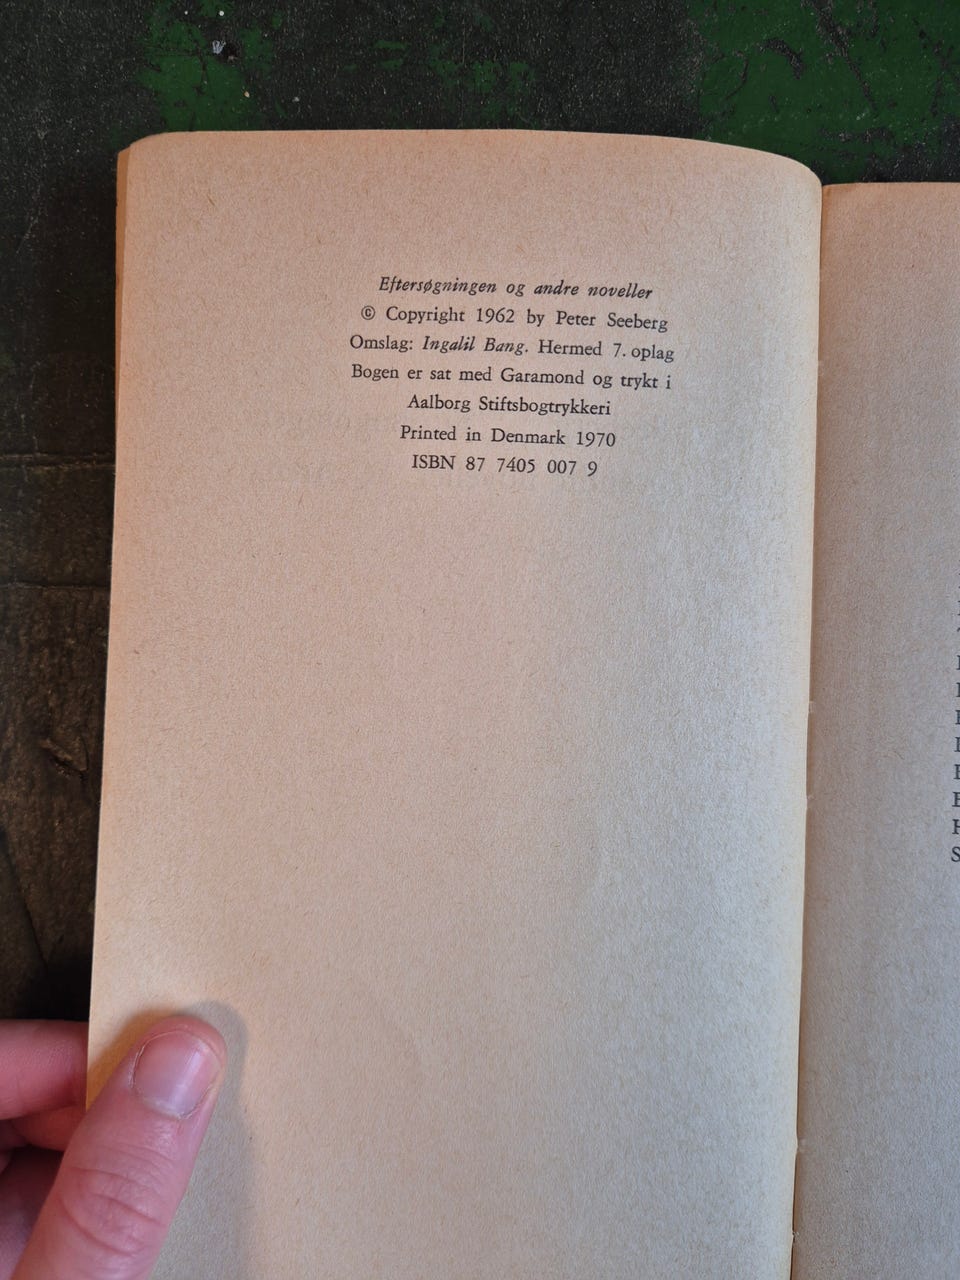 Eftersøgningen og andre noveller
© Copyright 1962 by Peter Seeberg
Omslag: Ingalil Bang. Hermed 7. oplag
Bogen er sat med Garamond og trykt i
Aalborg Stiftsbogtrykkeri
Printed in Denmark 1970
ISBN 87 7405 007 9